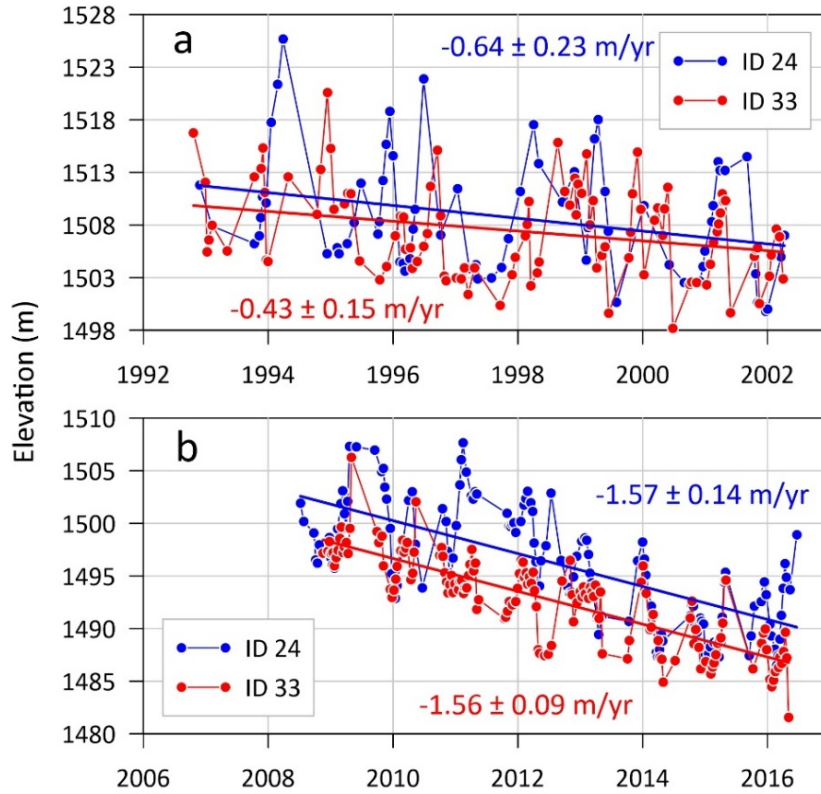 1528
a
-0.64 ± 0.23 m/yr
1523
ID 24
ID 33
1518
1513
1508
1503
-0.43 ± 0.15 m/yr
1498
1992
1994
1996
1998
2000
2002
Elevation (m)
1510
b
1505
-1.57 ± 0.14 m/yr
1500
1495
1490
ID 24
ID 33
1485
-1.56 ± 0.09 m/yr
1480
2006
2008
2010
2012
2014
2016